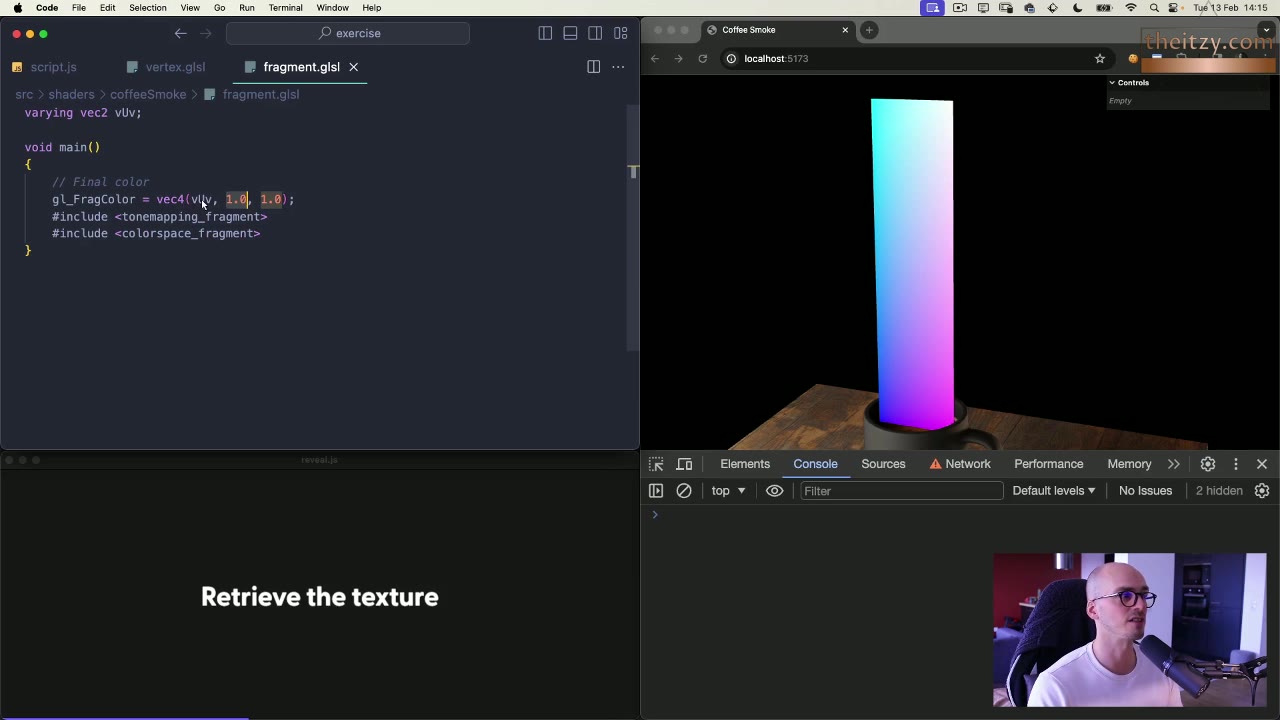 Code File Edit Selection View Go Run Terminal Window Help
Tue 13 Feb 14:15
exercise
script.js vertex.glsl fragment.glsl
src > shaders > coffeeSmoke > fragment.glsl
varying vec2 vUv;
void main()
{
// Final color
gl_FragColor = vec4(vUv, 1.0, 1.0);
#include <tonemapping_fragment>
#include <colorspace_fragment>
}
Coffee Smoke
theitzy.com
localhost:5173
Controls
Empty
Elements Console Sources Network Performance Memory
top Filter Default levels No Issues 2 hidden
reveal.js
Retrieve the texture